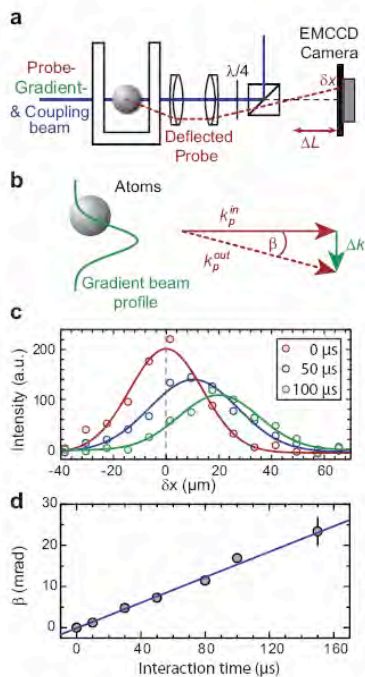 a
EMCCD
Camera
λ/4
δx
Probe-
Gradient-
& Coupling
beam
Deflected
Probe
ΔL
b
Atoms
Gradient beam
profile
k_p^in
β
k_p^out
Δk
c
Intensity (a.u.)
200
100
0
0 μs
50 μs
100 μs
-40 -20 0 20 40 60
δx (μm)
d
β (mrad)
30
20
10
0
0 40 80 120 160
Interaction time (μs)